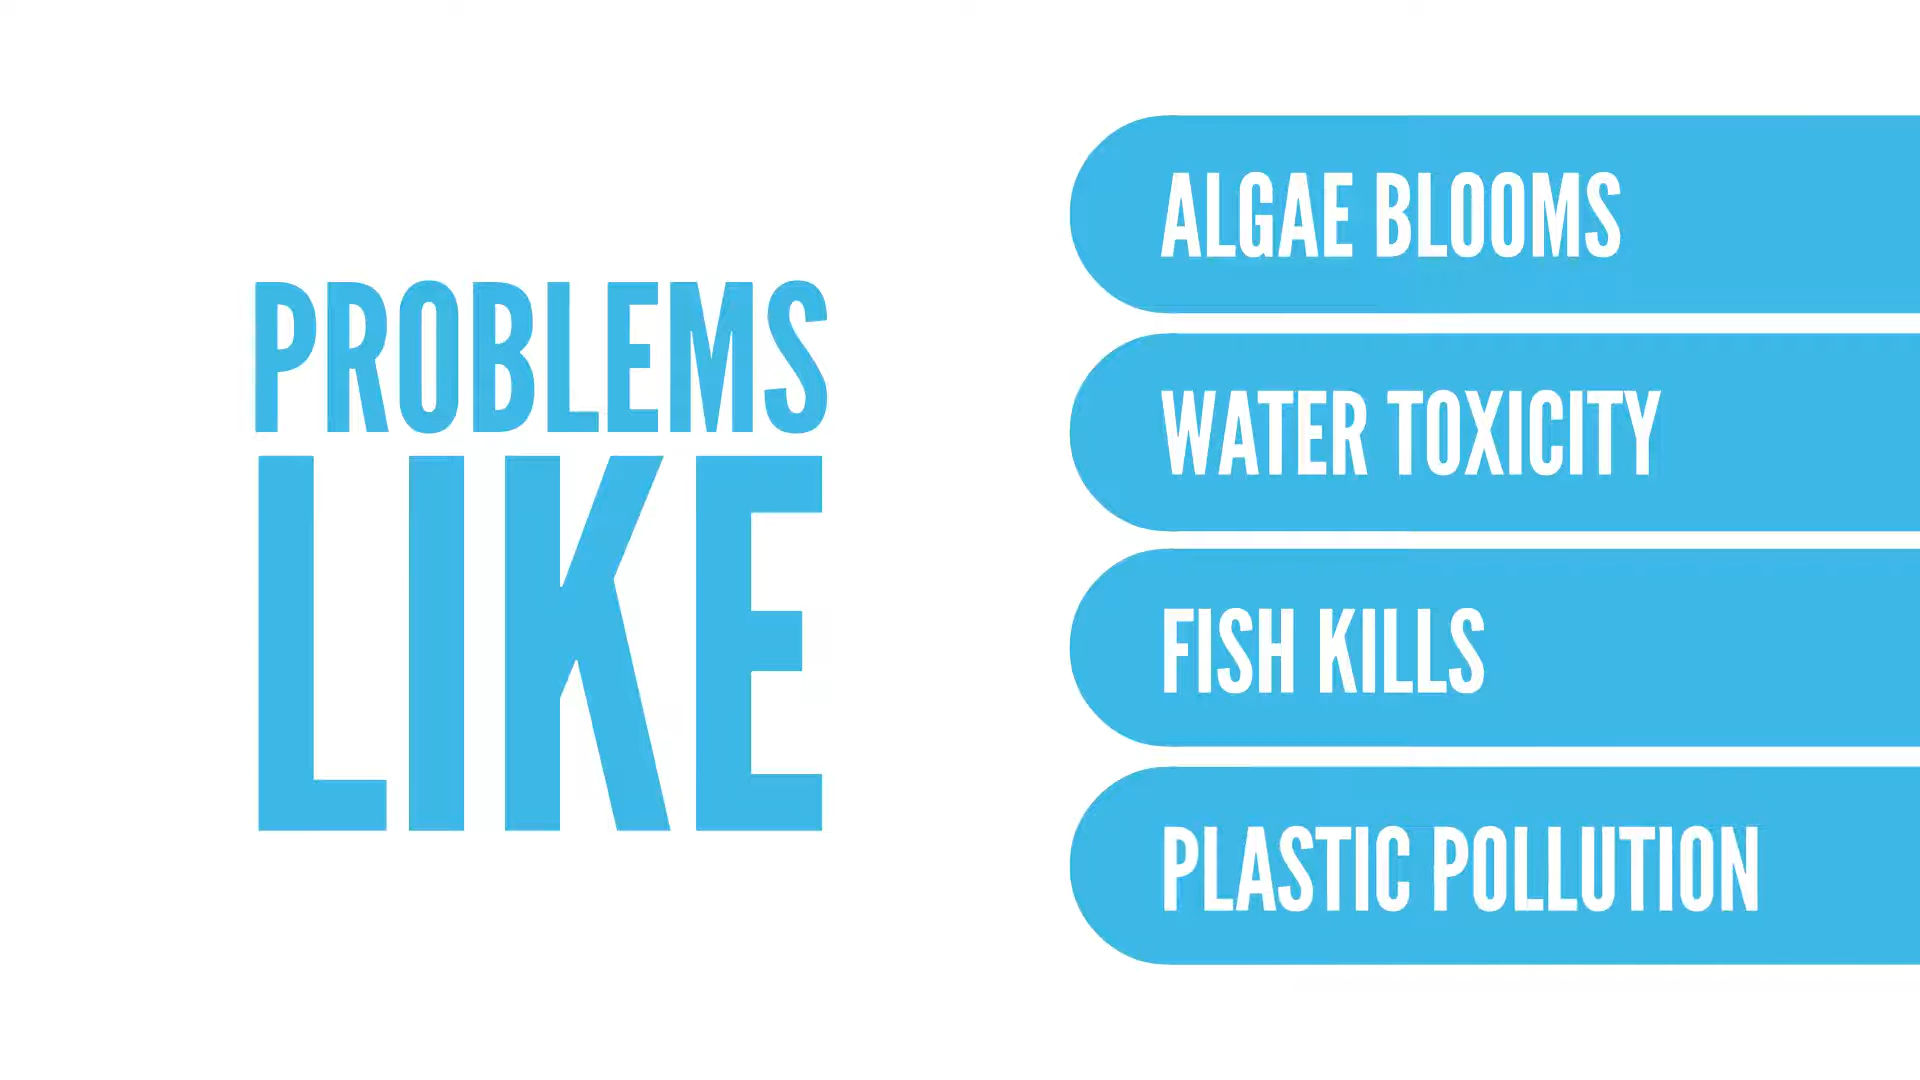 PROBLEMS
LIKE
ALGAE BLOOMS
WATER TOXICITY
FISH KILLS
PLASTIC POLLUTION